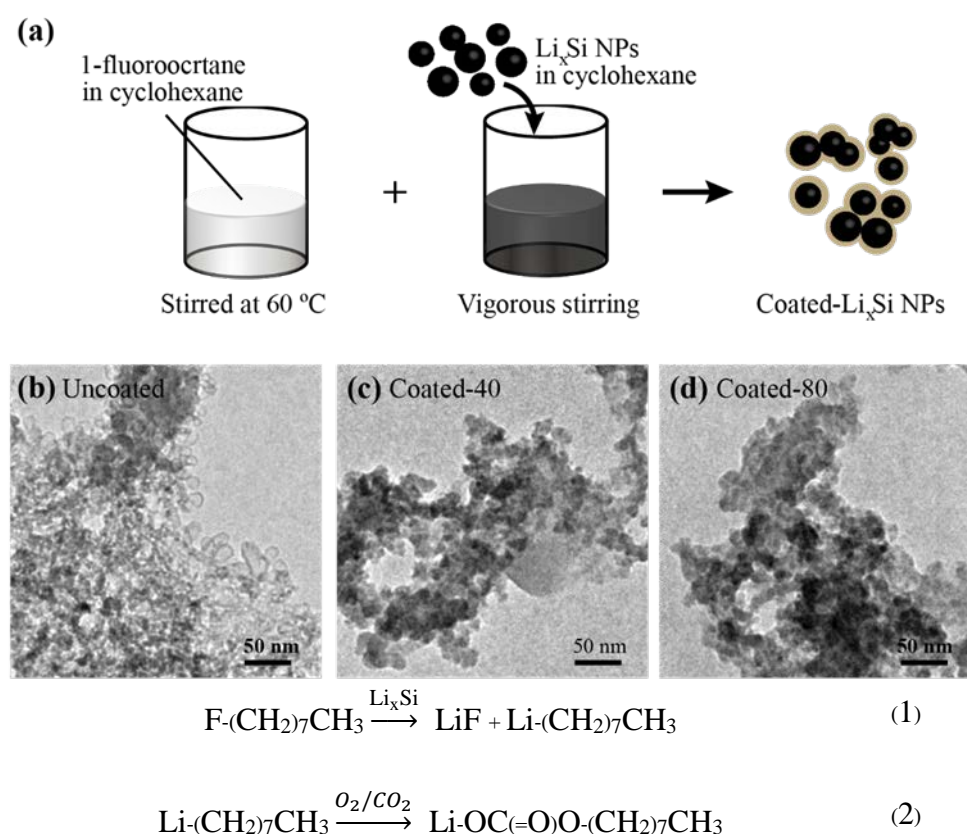 (a)
1-fluoroocrtane
in cyclohexane
LiₓSi NPs
in cyclohexane
+
Stirred at 60 ºC
Vigorous stirring
Coated-LiₓSi NPs
(b) Uncoated
50 nm
(c) Coated-40
50 nm
(d) Coated-80
50 nm
LiₓSi
F-(CH₂)₇CH₃ ⟶ LiF + Li-(CH₂)₇CH₃ (1)
O₂/CO₂
Li-(CH₂)₇CH₃ ⟶ Li-OC(=O)O-(CH₂)₇CH₃ (2)